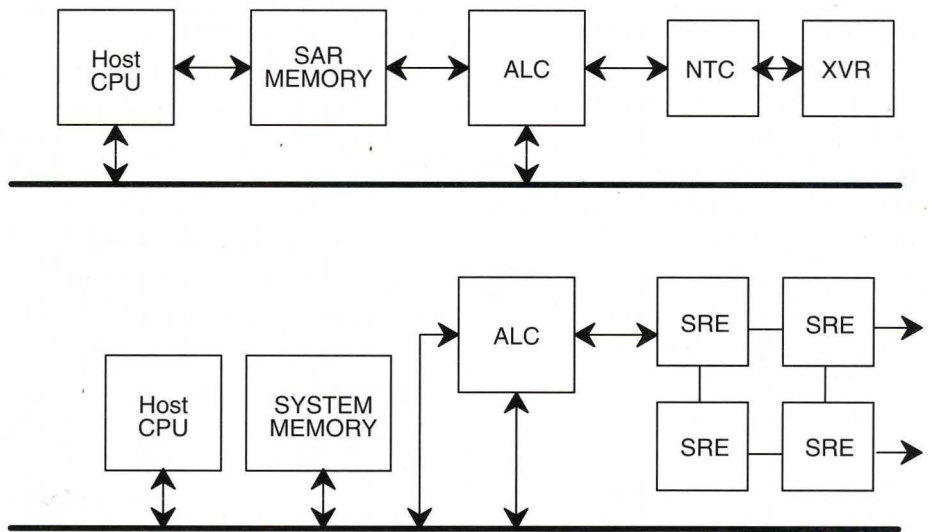 Host
CPU
SAR
MEMORY
ALC
NTC
XVR
ALC
SRE
SRE
Host
CPU
SYSTEM
MEMORY
SRE
SRE